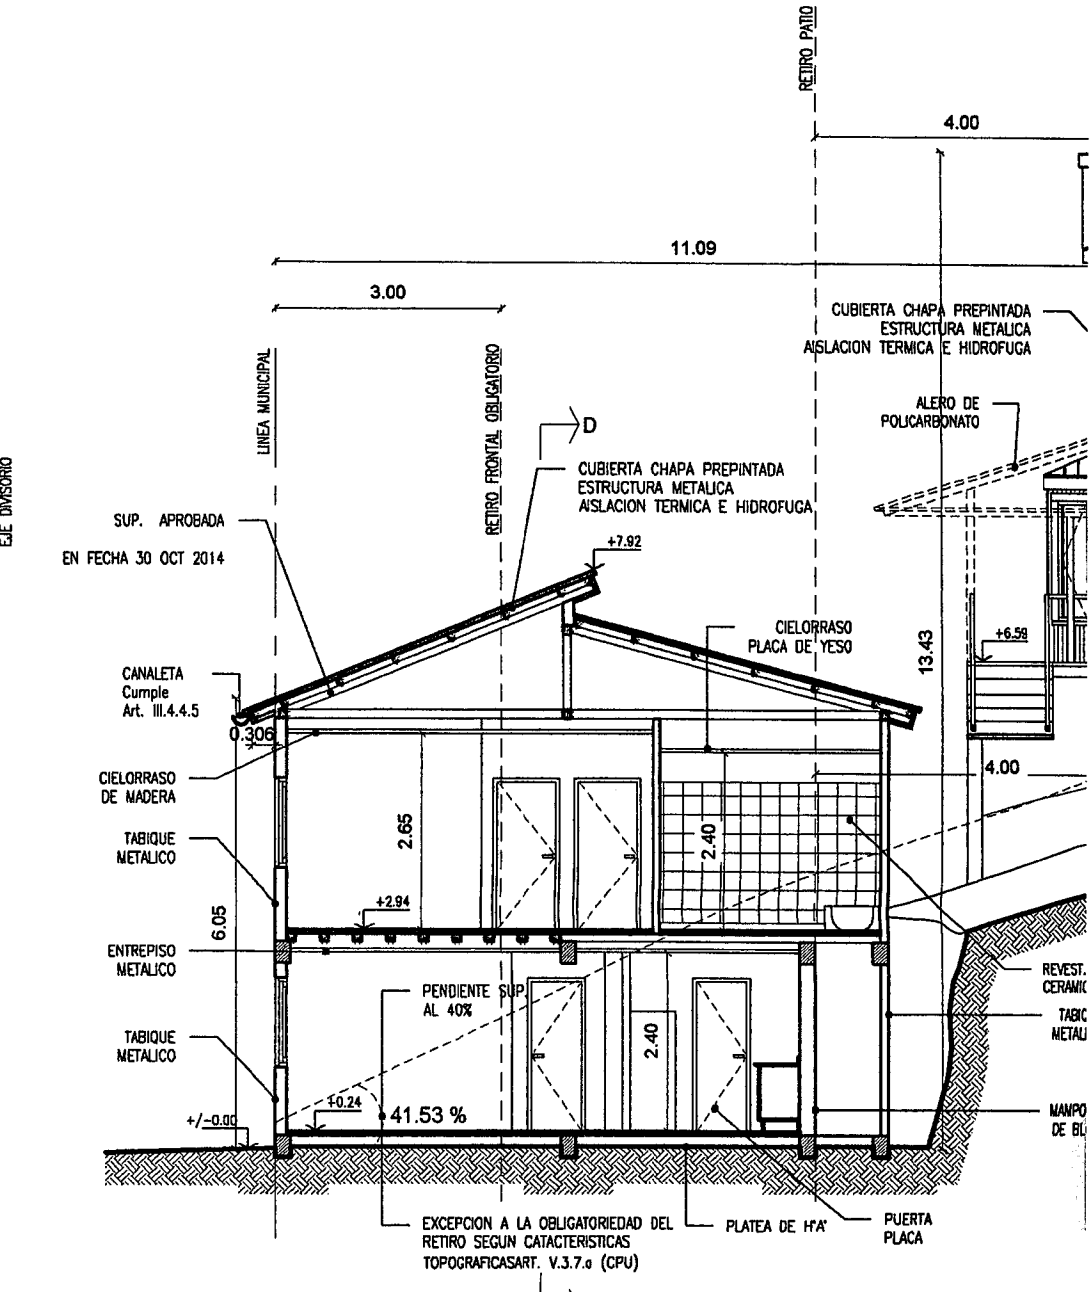 RETIRO PATIO
4.00
11.09
3.00
CUBIERTA CHAPA PREPINTADA
ESTRUCTURA METALICA
AISLACION TERMICA E HIDROFUGA
LINEA MUNICIPAL
RETIRO FRONTAL OBLIGATORIO
ALERO DE
POLICARBONATO
D
EJE DIVISORIO
CUBIERTA CHAPA PREPINTADA
ESTRUCTURA METALICA
AISLACION TERMICA E HIDROFUGA
SUP. APROBADA
EN FECHA 30 OCT 2014
+7.92
CIELORRASO
PLACA DE YESO
+6.59
13.43
CANALETA
Cumple
Art. III.4.4.5
0.306
CIELORRASO
DE MADERA
4.00
TABIQUE
METALICO
2.65
2.40
+2.94
6.05
ENTREPISO
METALICO
PENDIENTE SUP.
AL 40%
REVEST.
TABIQUE
METALICO
2.40
+0.24
41.53 %
+/-0.00
EXCEPCION A LA OBLIGATORIEDAD DEL
RETIRO SEGUN CATACTERISTICAS
TOPOGRAFICASART. V.3.7.a (CPU)
PLATEA DE H°A°
PUERTA
PLACA